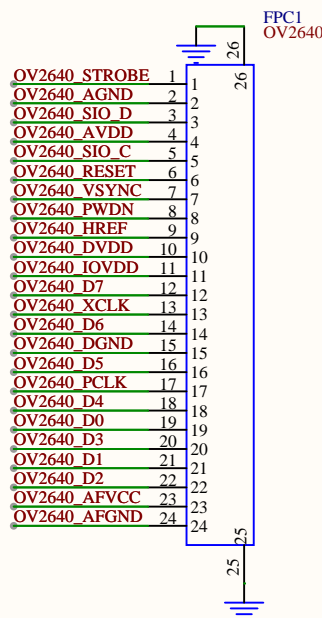 FPC1
OV2640
26
26
OV2640_STROBE 1 1
OV2640_AGND 2 2
OV2640_SIO_D 3 3
OV2640_AVDD 4 4
OV2640_SIO_C 5 5
OV2640_RESET 6 6
OV2640_VSYNC 7 7
OV2640_PWDN 8 8
OV2640_HREF 9 9
OV2640_DVDD 10 10
OV2640_IOVDD 11 11
OV2640_D7 12 12
OV2640_XCLK 13 13
OV2640_D6 14 14
OV2640_DGND 15 15
OV2640_D5 16 16
OV2640_PCLK 17 17
OV2640_D4 18 18
OV2640_D0 19 19
OV2640_D3 20 20
OV2640_D1 21 21
OV2640_D2 22 22
OV2640_AFVCC 23 23
OV2640_AFGND 24 24
25
25